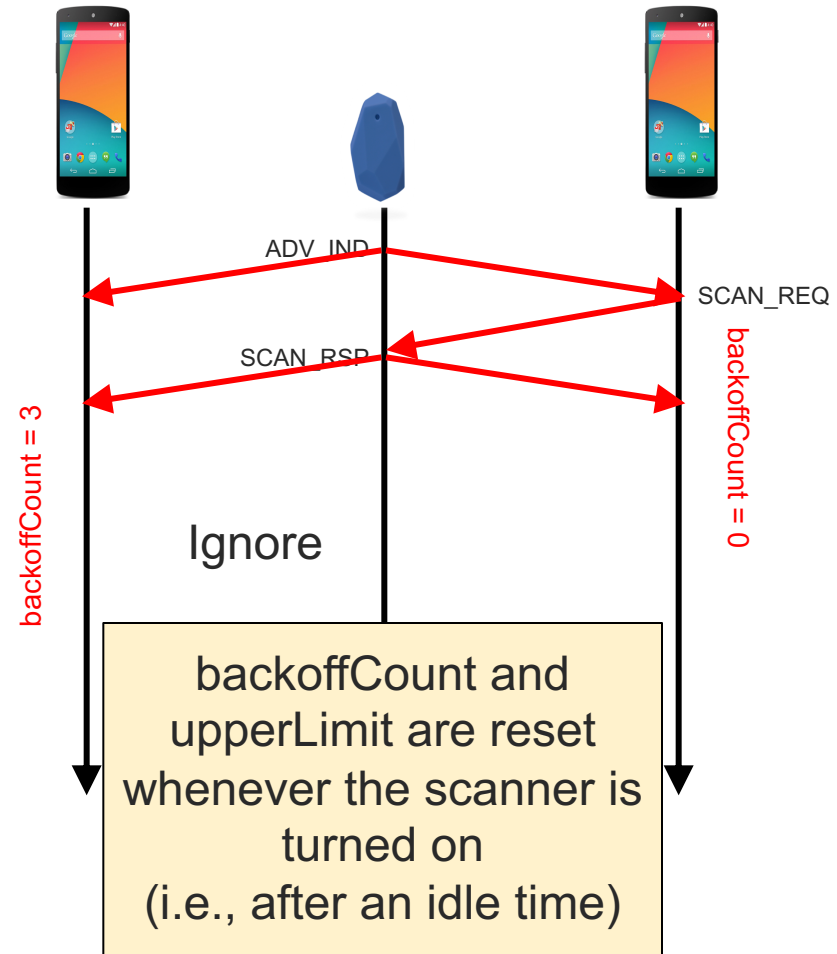 ADV_IND
SCAN_REQ
SCAN_RSP
backoffCount = 3
backoffCount = 0
Ignore
backoffCount and
upperLimit are reset
whenever the scanner is
turned on
(i.e., after an idle time)